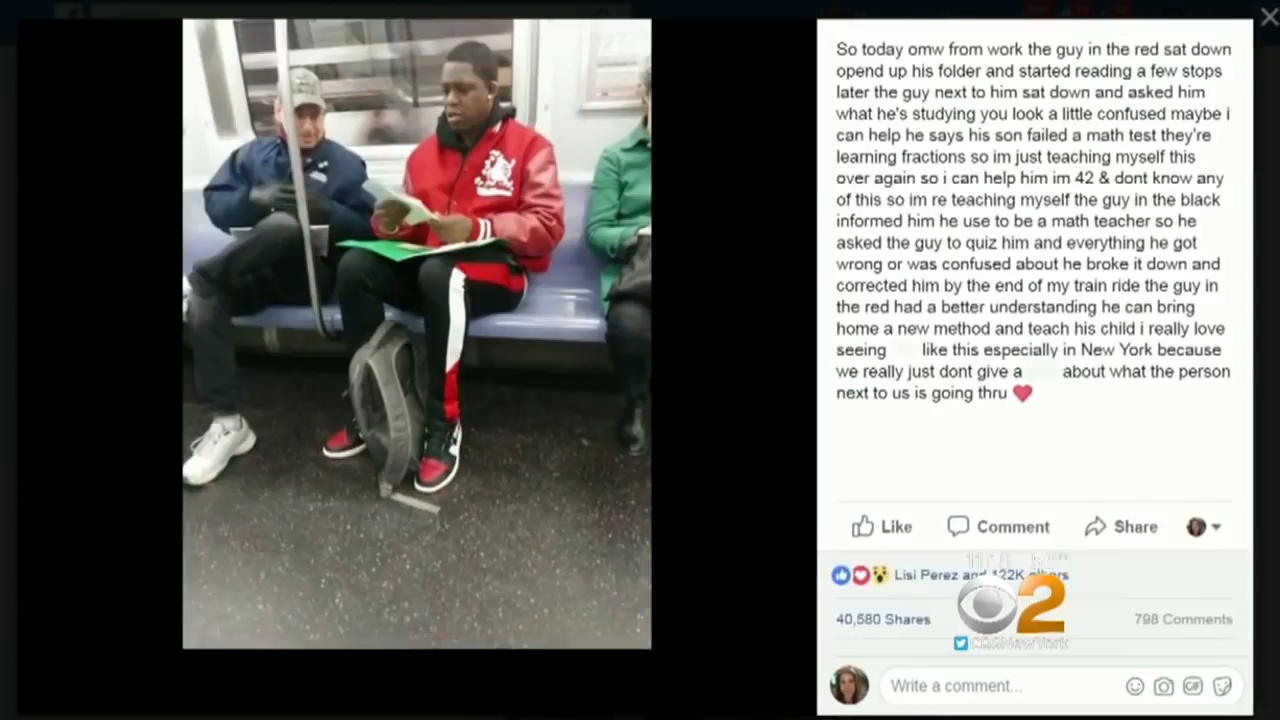 So today omw from work the guy in the red sat down
opend up his folder and started reading a few stops
later the guy next to him sat down and asked him
what he's studying you look a little confused maybe i
can help he says his son failed a math test they're
learning fractions so im just teaching myself this
over again so i can help him im 42 & dont know any
of this so im re teaching myself the guy in the black
informed him he use to be a math teacher so he
asked the guy to quiz him and everything he got
wrong or was confused about he broke it down and
corrected him by the end of my train ride the guy in
the red had a better understanding he can bring
home a new method and teach his child i really love
seeing like this especially in New York because
we really just dont give a about what the person
next to us is going thru ❤
Like Comment Share
Lisi Perez and 122K others
2
40,580 Shares 798 Comments
CBSNewYork
Write a comment...
GIF